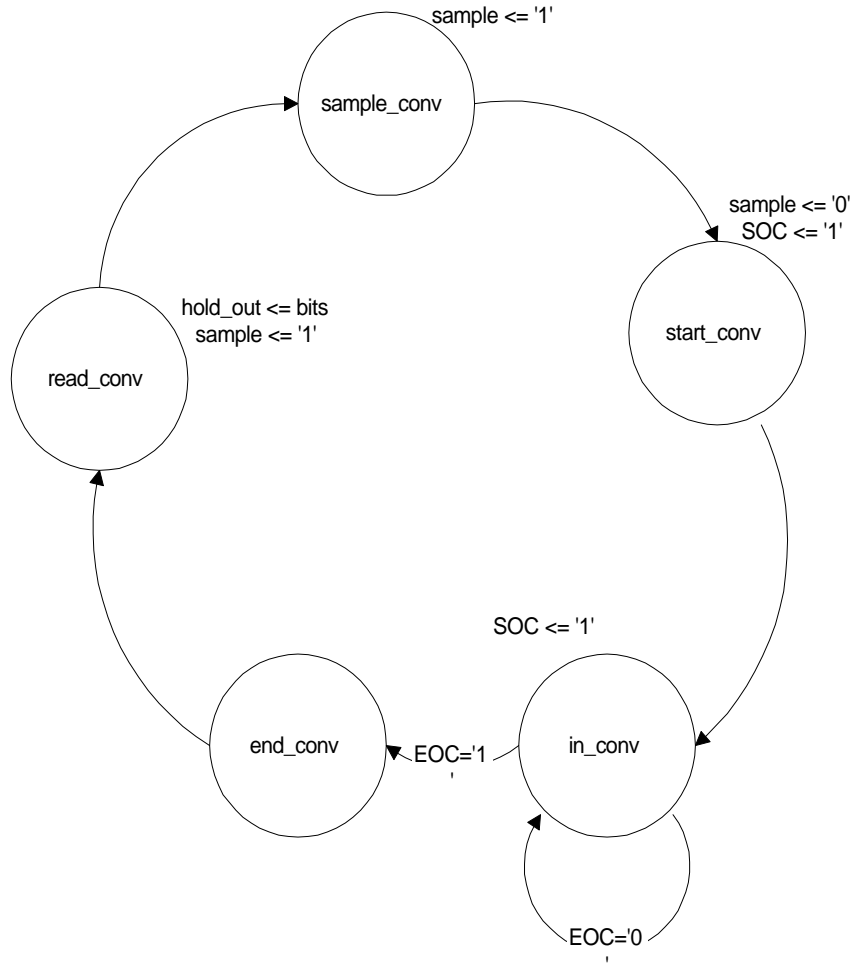 sample <= '1'
sample_conv
sample <= '0'
SOC <= '1'
start_conv
hold_out <= bits
sample <= '1'
read_conv
SOC <= '1'
end_conv
EOC='1
'
in_conv
EOC='0
'